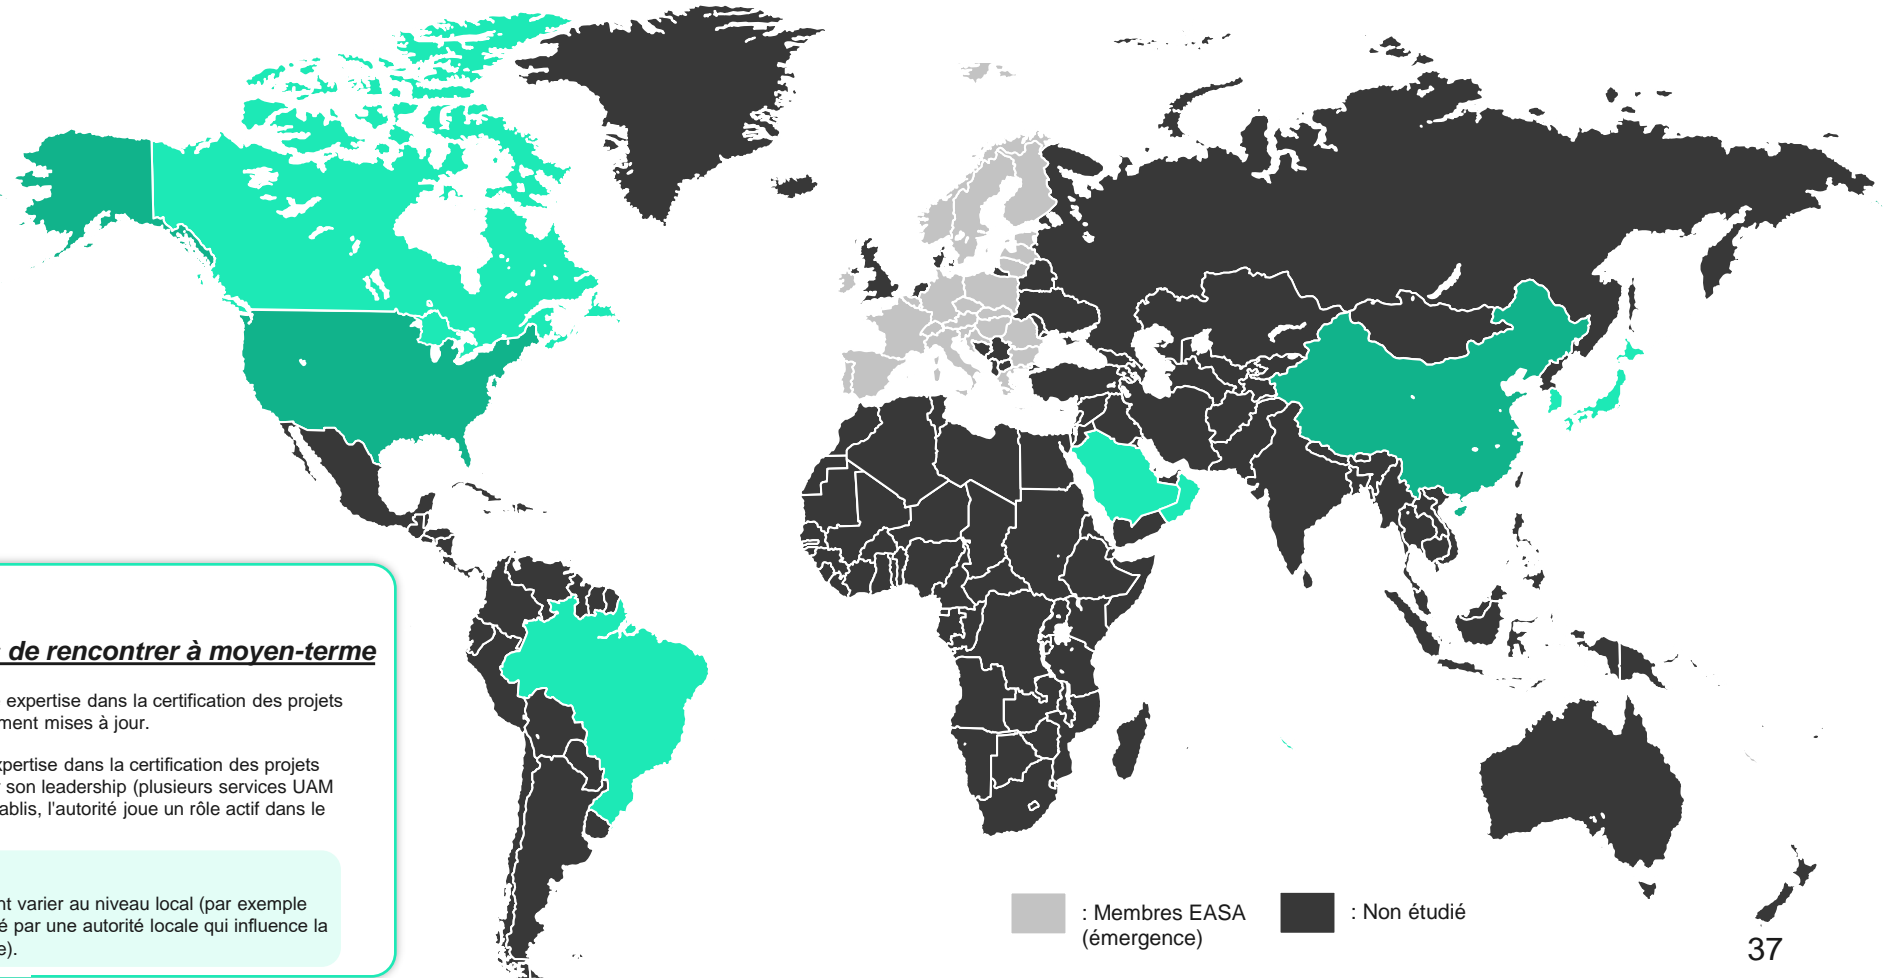 de rencontrer à moyen-terme
expertise dans la certification des projets
ment mises à jour.
pertise dans la certification des projets
son leadership (plusieurs services UAM
ablis, l'autorité joue un rôle actif dans le
nt varier au niveau local (par exemple
é par une autorité locale qui influence la
e).
: Membres EASA
(émergence)
: Non étudié
37